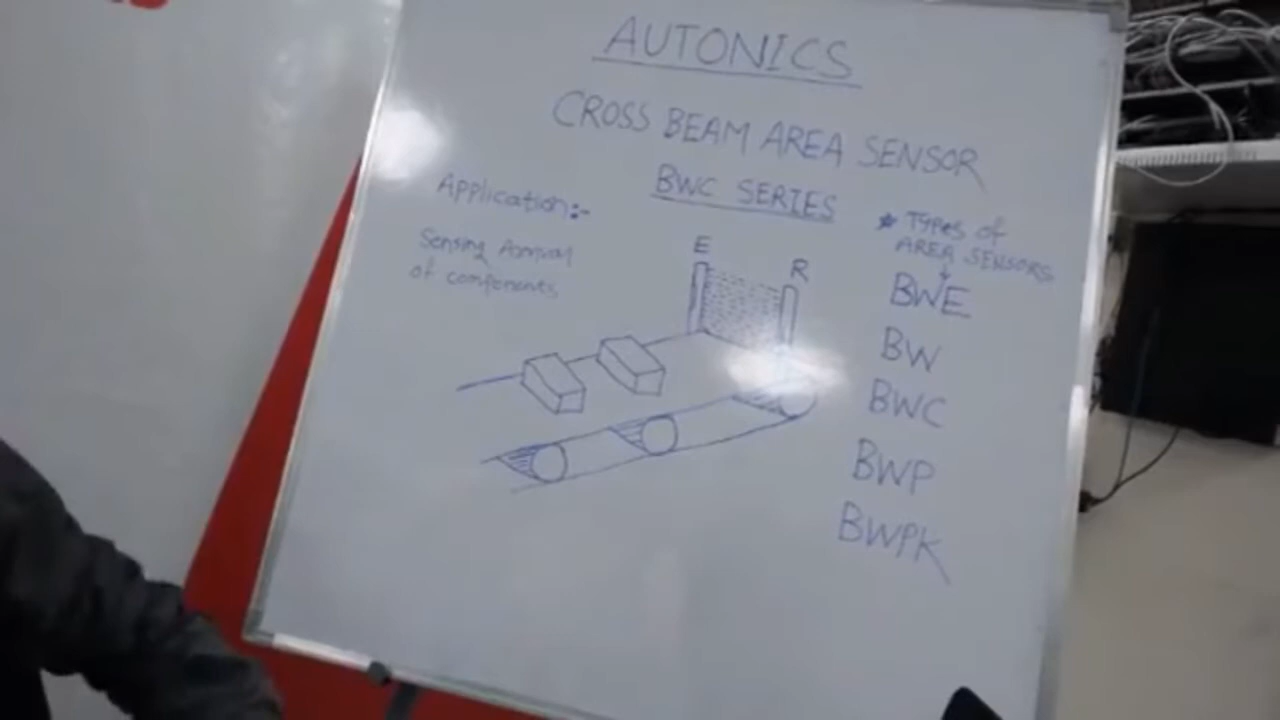 AUTONICS
CROSS BEAM AREA SENSOR
BWC SERIES
Application:-
Sensing
of components,
E
R
* Types of
AREA SENSORS
BWE
BW
BWC
BWP
BWPK